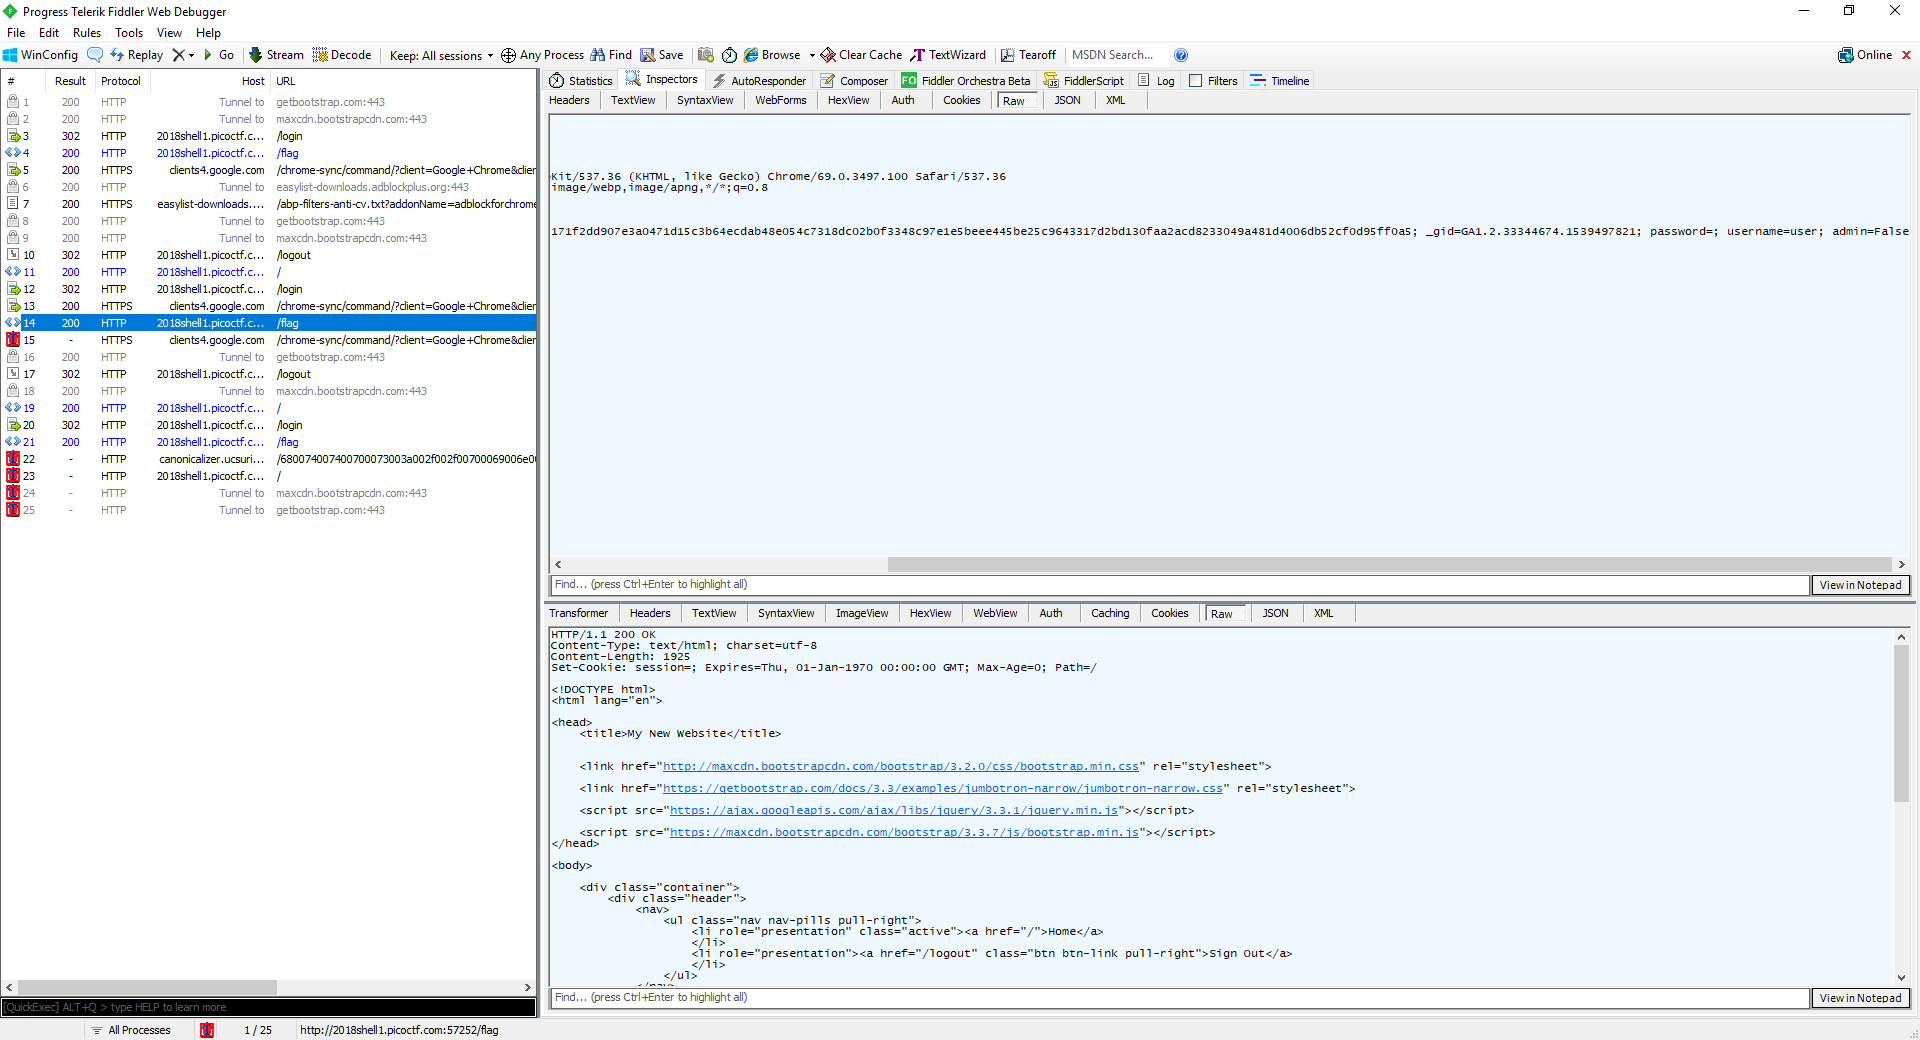 Progress Telerik Fiddler Web Debugger
File Edit Rules Tools View Help
WinConfig Replay Go Stream Decode Keep: All sessions Any Process Find Save Browse Clear Cache TextWizard Tearoff MSDN Search... Online
# Result Protocol Host URL
1 200 HTTP Tunnel to getbootstrap.com:443
2 200 HTTP Tunnel to maxcdn.bootstrapcdn.com:443
3 302 HTTP 2018shell1.picoctf.c... /login
4 200 HTTP 2018shell1.picoctf.c... /flag
5 200 HTTPS clients4.google.com /chrome-sync/command/?client=Google+Chrome&clien
6 200 HTTP Tunnel to easylist-downloads.adblockplus.org:443
7 200 HTTPS easylist-downloads.... /abp-filters-anti-cv.txt?addonName=adblockforchrome
8 200 HTTP Tunnel to getbootstrap.com:443
9 200 HTTP Tunnel to maxcdn.bootstrapcdn.com:443
10 302 HTTP 2018shell1.picoctf.c... /logout
11 200 HTTP 2018shell1.picoctf.c... /
12 302 HTTP 2018shell1.picoctf.c... /login
13 200 HTTPS clients4.google.com /chrome-sync/command/?client=Google+Chrome&clien
14 200 HTTP 2018shell1.picoctf.c... /flag
15 - HTTPS clients4.google.com /chrome-sync/command/?client=Google+Chrome&clien
16 200 HTTP Tunnel to getbootstrap.com:443
17 302 HTTP 2018shell1.picoctf.c... /logout
18 200 HTTP Tunnel to maxcdn.bootstrapcdn.com:443
19 200 HTTP 2018shell1.picoctf.c... /
20 302 HTTP 2018shell1.picoctf.c... /login
21 200 HTTP 2018shell1.picoctf.c... /flag
22 - HTTP canonicalizer.ucsuri... /680074007400700073003a002f002f00700069006e00
23 - HTTP 2018shell1.picoctf.c... /
24 - HTTP Tunnel to maxcdn.bootstrapcdn.com:443
25 - HTTP Tunnel to getbootstrap.com:443
[QuickExec] ALT+Q > type HELP to learn more
Statistics Inspectors AutoResponder Composer FO Fiddler Orchestra Beta FiddlerScript Log Filters Timeline
Headers TextView SyntaxView WebForms HexView Auth Cookies Raw JSON XML
Kit/537.36 (KHTML, like Gecko) Chrome/69.0.3497.100 Safari/537.36
image/webp,image/apng,*/*;q=0.8
171f2dd907e3a0471d15c3b64ecdab48e054c7318dc02b0f3348c97e1e5beee445be25c9643317d2bd130faa2acd8233049a481d4006db52cf0d95ff0a5; _gid=GA1.2.33344674.1539497821; password=; username=user; admin=False
Find... (press Ctrl+Enter to highlight all) View in Notepad
Transformer Headers TextView SyntaxView ImageView HexView WebView Auth Caching Cookies Raw JSON XML
HTTP/1.1 200 OK
Content-Type: text/html; charset=utf-8
Content-Length: 1925
Set-Cookie: session=; Expires=Thu, 01-Jan-1970 00:00:00 GMT; Max-Age=0; Path=/
<!DOCTYPE html>
<html lang="en">
<head>
<title>My New Website</title>
<link href="http://maxcdn.bootstrapcdn.com/bootstrap/3.2.0/css/bootstrap.min.css" rel="stylesheet">
<link href="https://getbootstrap.com/docs/3.3/examples/jumbotron-narrow/jumbotron-narrow.css" rel="stylesheet">
<script src="https://ajax.googleapis.com/ajax/libs/jquery/3.3.1/jquery.min.js"></script>
<script src="https://maxcdn.bootstrapcdn.com/bootstrap/3.3.7/js/bootstrap.min.js"></script>
</head>
<body>
<div class="container">
<div class="header">
<nav>
<ul class="nav nav-pills pull-right">
<li role="presentation" class="active"><a href="/">Home</a>
</li>
<li role="presentation"><a href="/logout" class="btn btn-link pull-right">Sign Out</a>
</li>
</ul>
</nav>
Find... (press Ctrl+Enter to highlight all) View in Notepad
All Processes 1 / 25 http://2018shell1.picoctf.com:57252/flag